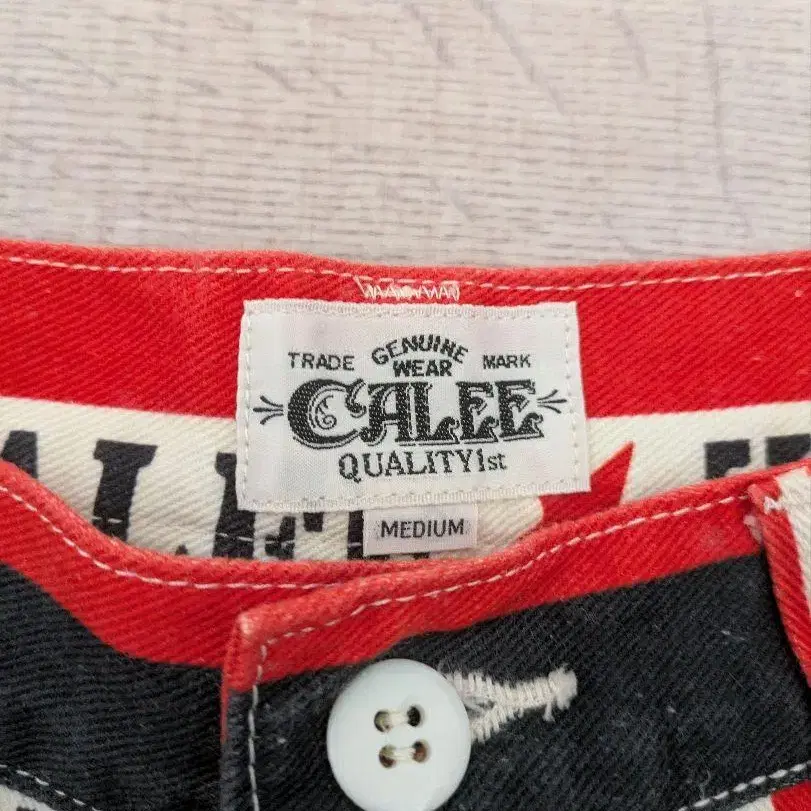 GENUINE
TRADE WEAR MARK
CALEE
QUALITY1st
MEDIUM